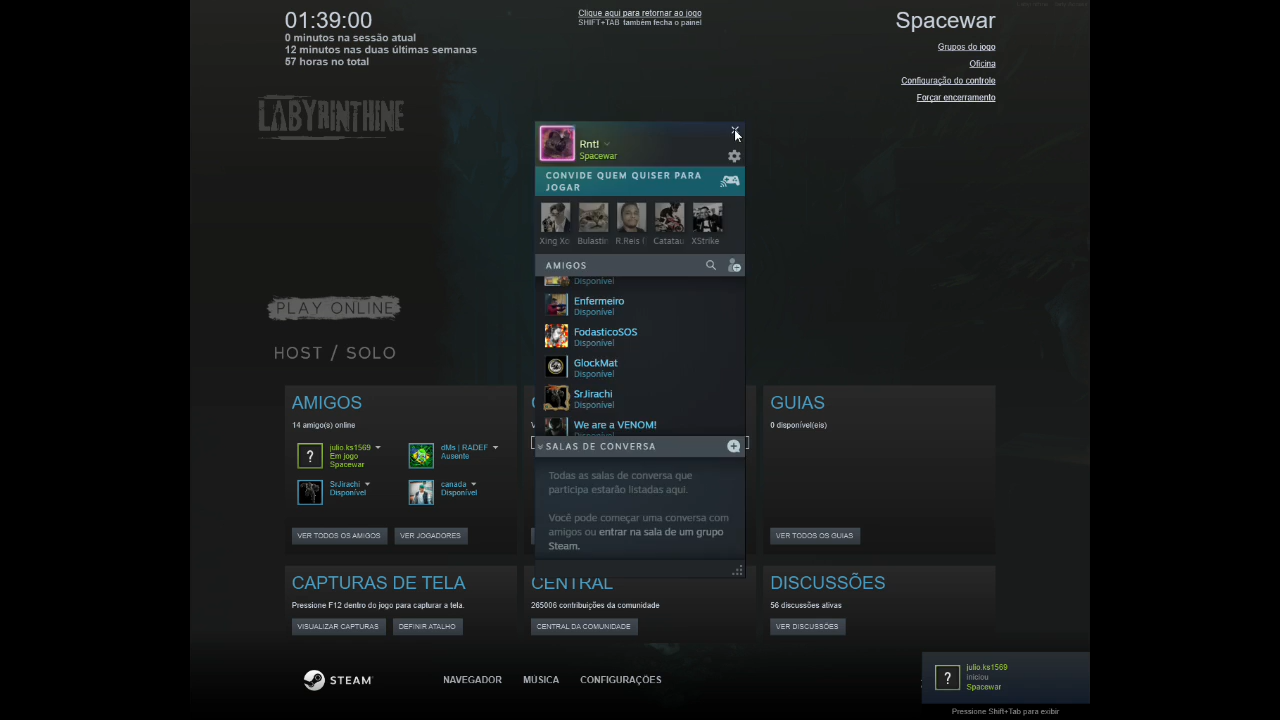 01:39:00
0 minutos na sessão atual
12 minutos nas duas últimas semanas
57 horas no total
Clique aqui para retornar ao jogo
SHIFT+TAB também fecha o painel
Spacewar
Grupos do jogo
Oficina
Configuração do controle
Forçar encerramento
LABYRINTHINE
PLAY ONLINE
HOST / SOLO
Rnt!
Spacewar
CONVIDE QUEM QUISER PARA
JOGAR
Xing Xo
Bulastin
R.Reis
Catatau
XStrike
AMIGOS
Disponível
Enfermeiro
Disponível
FodasticoSOS
Disponível
GlockMat
Disponível
SrJirachi
Disponível
We are a VENOM!
SALAS DE CONVERSA
Todas as salas de conversa que
participa estarão listadas aqui.
Você pode começar uma conversa com
amigos ou entrar na sala de um grupo
Steam.
AMIGOS
14 amigo(s) online
julio.ks1569
Em jogo
Spacewar
dMs | RADEF
Ausente
SrJirachi
Disponível
canada
Disponível
VER TODOS OS AMIGOS
VER JOGADORES
GUIAS
0 disponível(eis)
VER TODOS OS GUIAS
CAPTURAS DE TELA
Pressione F12 dentro do jogo para capturar a tela.
VISUALIZAR CAPTURAS
DEFINIR ATALHO
CENTRAL
265006 contribuições da comunidade
CENTRAL DA COMUNIDADE
DISCUSSÕES
56 discussões ativas
VER DISCUSSÕES
STEAM
NAVEGADOR
MÚSICA
CONFIGURAÇÕES
julio.ks1569
Iniciou
Spacewar
Pressione Shift+Tab para exibir